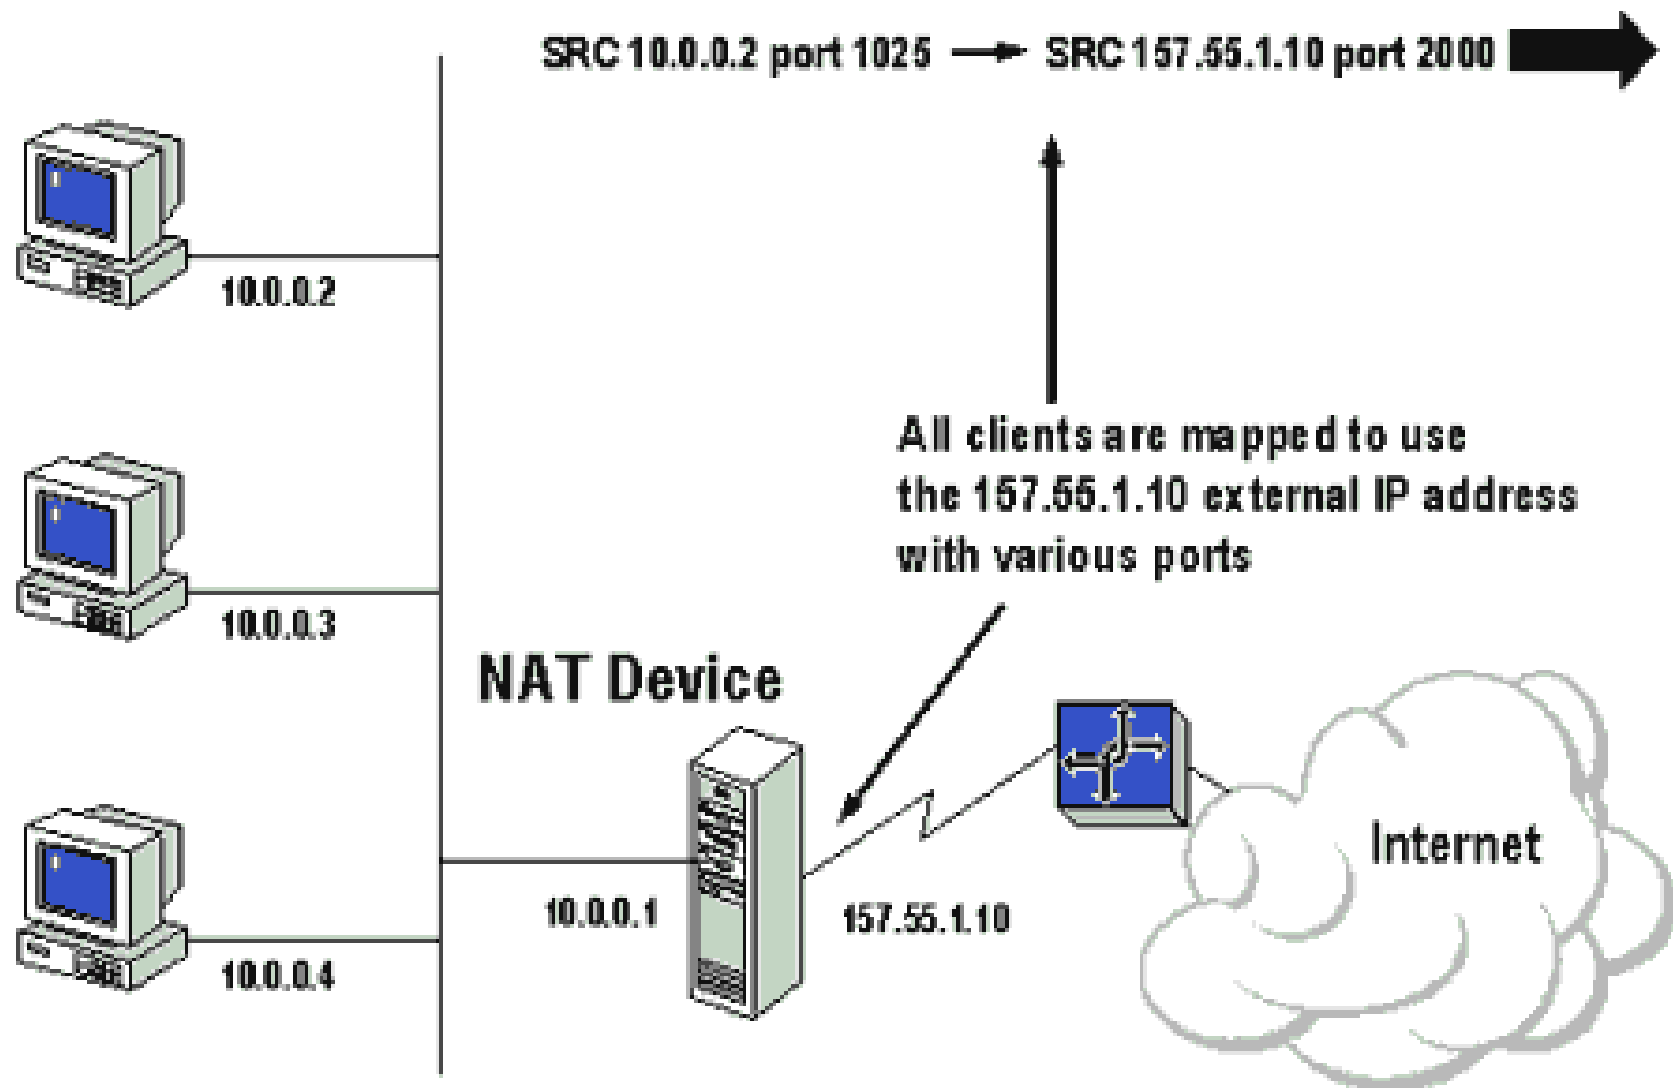 SRC 10.0.0.2 port 1025 → SRC 157.55.1.10 port 2000
10.0.0.2
All clients are mapped to use
the 157.55.1.10 external IP address
with various ports
10.0.0.3
NAT Device
Internet
10.0.0.1
157.55.1.10
10.0.0.4